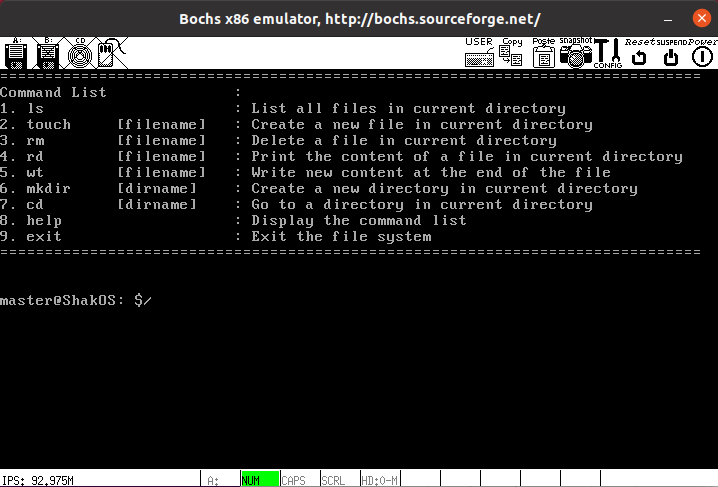 Bochs x86 emulator, http://bochs.sourceforge.net/
A: B: CD USER Copy Paste snapshot CONFIG Reset SUSPEND Power
================================================================================
Command List :
1. ls : List all files in current directory
2. touch [filename] : Create a new file in current directory
3. rm [filename] : Delete a file in current directory
4. rd [filename] : Print the content of a file in current directory
5. wt [filename] : Write new content at the end of the file
6. mkdir [dirname] : Create a new directory in current directory
7. cd [dirname] : Go to a directory in current directory
8. help : Display the command list
9. exit : Exit the file system
================================================================================
master@ShakOS: $/
IPS: 92.975M A: NUM CAPS SCRL HD:0-M